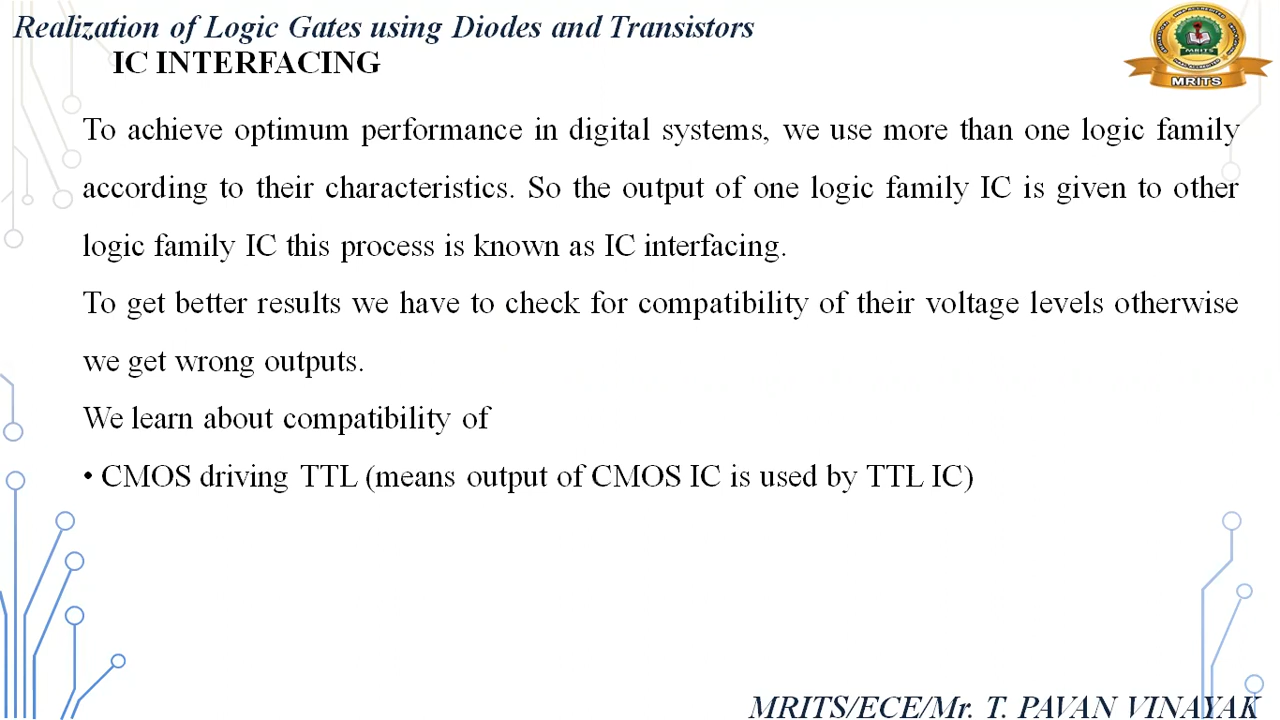 Realization of Logic Gates using Diodes and Transistors
IC INTERFACING
MRITS
MRITS
To achieve optimum performance in digital systems, we use more than one logic family
according to their characteristics. So the output of one logic family IC is given to other
logic family IC this process is known as IC interfacing.
To get better results we have to check for compatibility of their voltage levels otherwise
we get wrong outputs.
We learn about compatibility of
• CMOS driving TTL (means output of CMOS IC is used by TTL IC)
MRITS/ECE/Mr. T. PAVAN VINAYAK